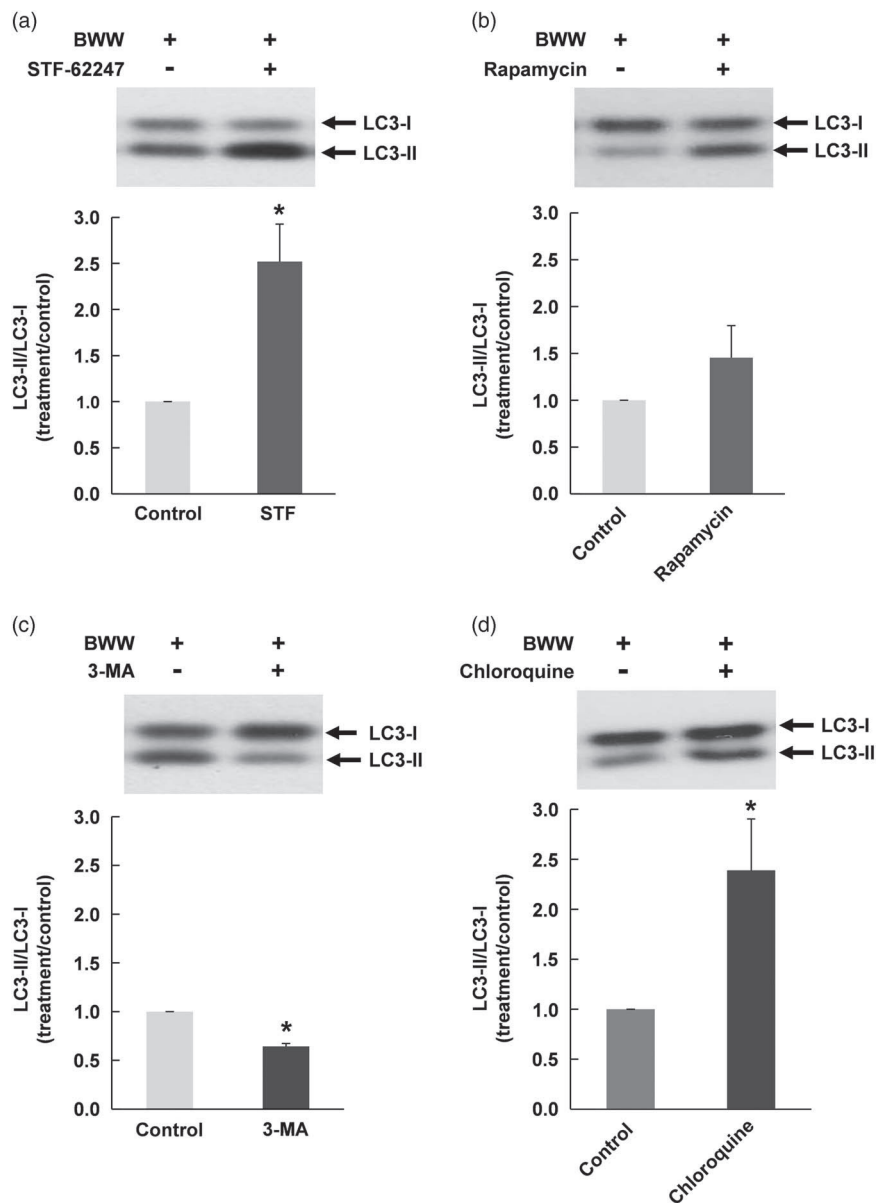 (a)
BWW + +
STF-62247 - +
LC3-I
LC3-II
*
3.0
2.5
2.0
1.5
1.0
0.5
0.0
LC3-II/LC3-I
(treatment/control)
Control STF
(b)
BWW + +
Rapamycin - +
LC3-I
LC3-II
3.0
2.5
2.0
1.5
1.0
0.5
0.0
LC3-II/LC3-I
(treatment/control)
Control
Rapamycin
(c)
BWW + +
3-MA - +
LC3-I
LC3-II
3.0
2.5
2.0
1.5
1.0
0.5
0.0
LC3-II/LC3-I
(treatment/control)
*
Control 3-MA
(d)
BWW + +
Chloroquine - +
LC3-I
LC3-II
*
3.0
2.5
2.0
1.5
1.0
0.5
0.0
LC3-II/LC3-I
(treatment/control)
Control
Chloroquine